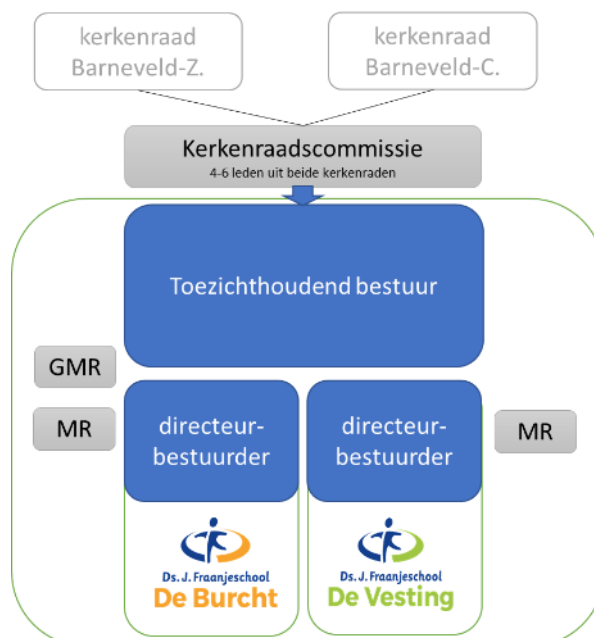 kerkenraad
Barneveld-Z.
kerkenraad
Barneveld-C.
Kerkenraadscommissie
4-6 leden uit beide kerkenraden
Toezichthoudend bestuur
GMR
MR
directeur-
bestuurder
directeur-
bestuurder
MR
Ds. J. Fraanjeschool
De Burcht
Ds. J. Fraanjeschool
De Vesting